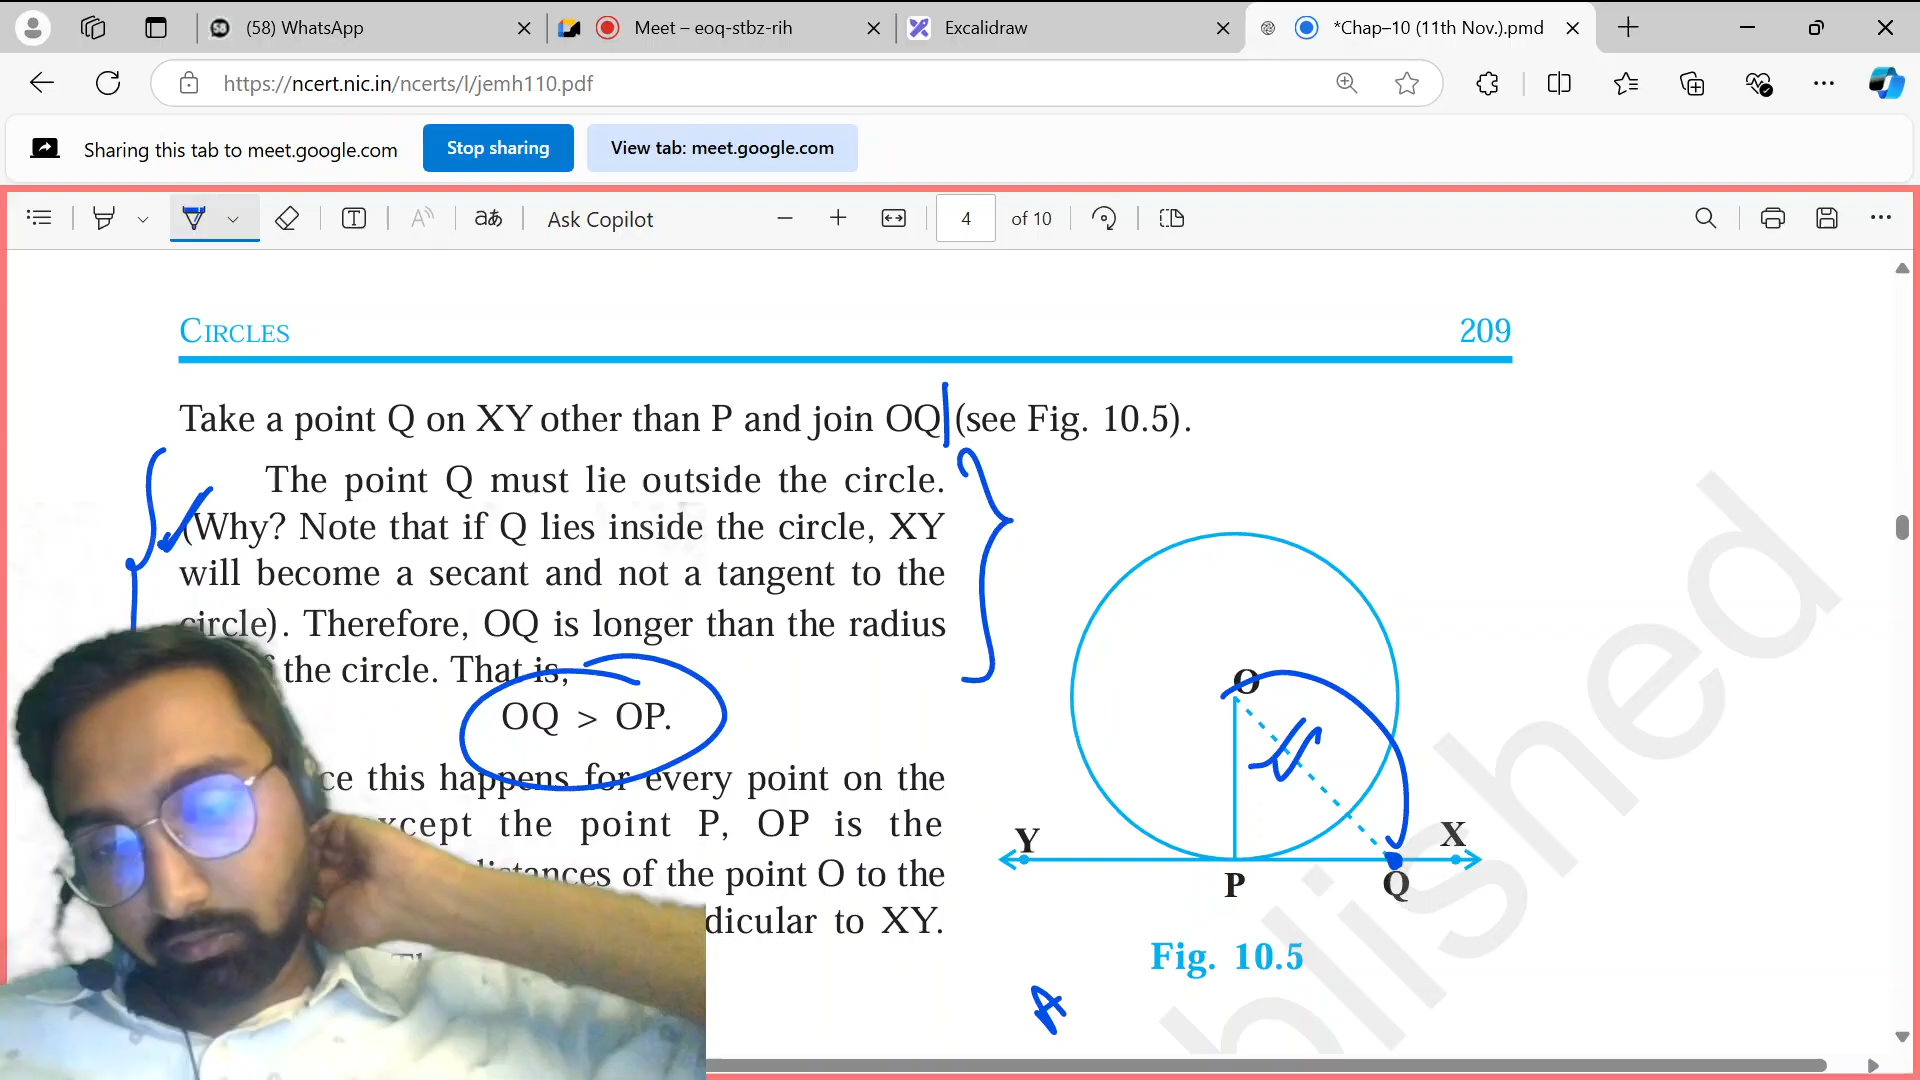 (58) WhatsApp
Meet – eoq-stbz-rih
Excalidraw
*Chap–10 (11th Nov.).pmd
https://ncert.nic.in/ncerts/l/jemh110.pdf
Sharing this tab to meet.google.com
Stop sharing
View tab: meet.google.com
Ask Copilot
4
of 10
CIRCLES
209
Take a point Q on XY other than P and join OQ (see Fig. 10.5).
The point Q must lie outside the circle.
(Why? Note that if Q lies inside the circle, XY
will become a secant and not a tangent to the
circle). Therefore, OQ is longer than the radius
the circle. That is,
OQ > OP.
this happens for every point on the
except the point P, OP is the
distances of the point O to the
to XY.
O
Y
X
P
Q
Fig. 10.5
A